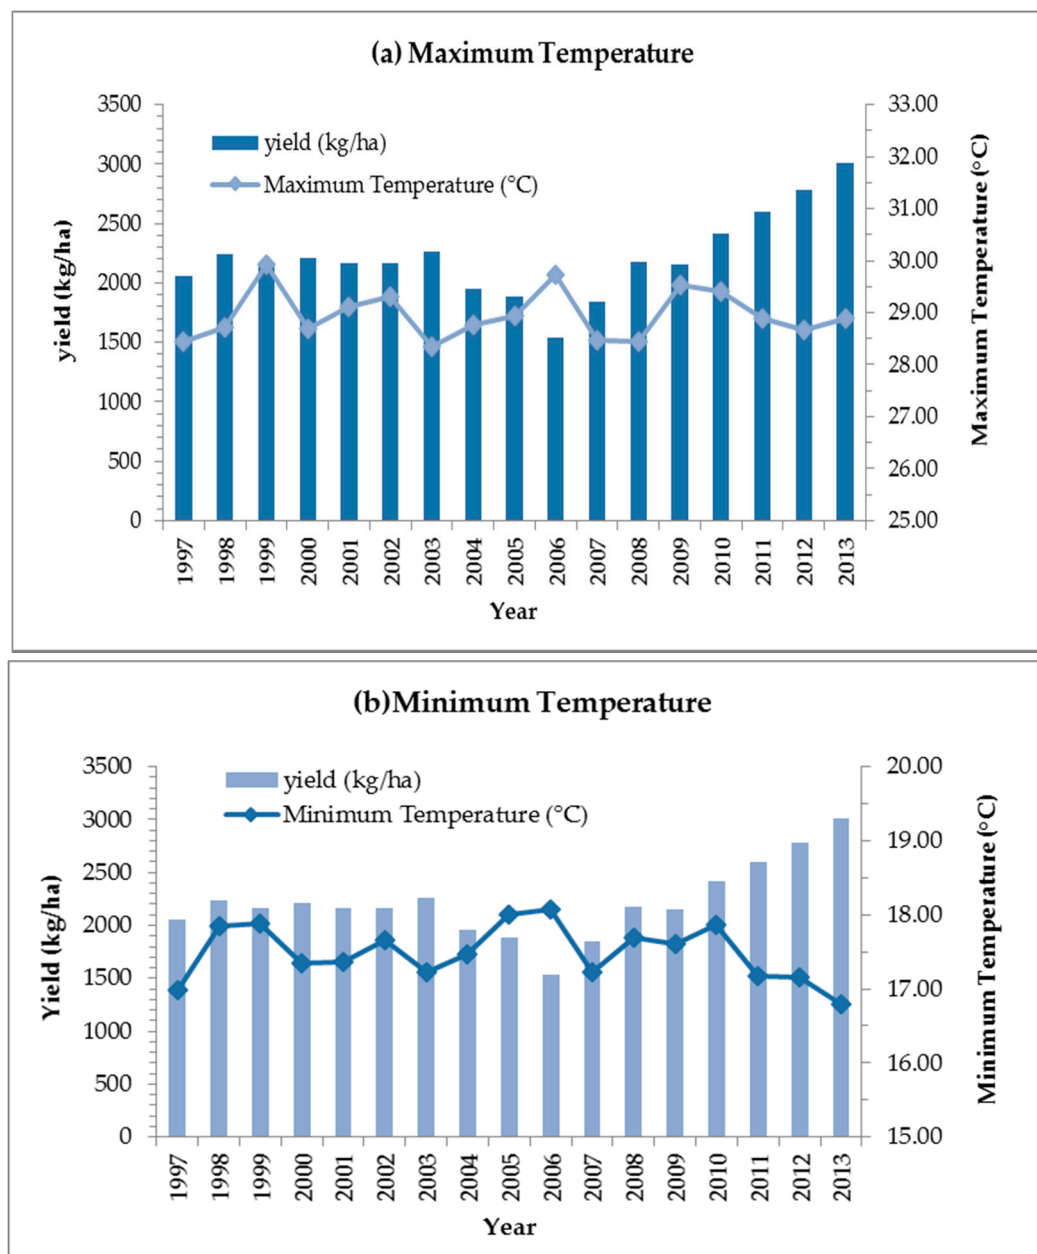 (a) Maximum Temperature
3500
3000
2500
2000
1500
1000
500
0
yield (kg/ha)
yield (kg/ha)
Maximum Temperature (°C)
33.00
32.00
31.00
30.00
29.00
28.00
27.00
26.00
25.00
Maximum Temperature (°C)
1997 1998 1999 2000 2001 2002 2003 2004 2005 2006 2007 2008 2009 2010 2011 2012 2013
Year
(b)Minimum Temperature
3500
3000
2500
2000
1500
1000
500
0
Yield (kg/ha)
yield (kg/ha)
Minimum Temperature (°C)
20.00
19.00
18.00
17.00
16.00
15.00
Minimum Temperature (°C)
1997 1998 1999 2000 2001 2002 2003 2004 2005 2006 2007 2008 2009 2010 2011 2012 2013
Year